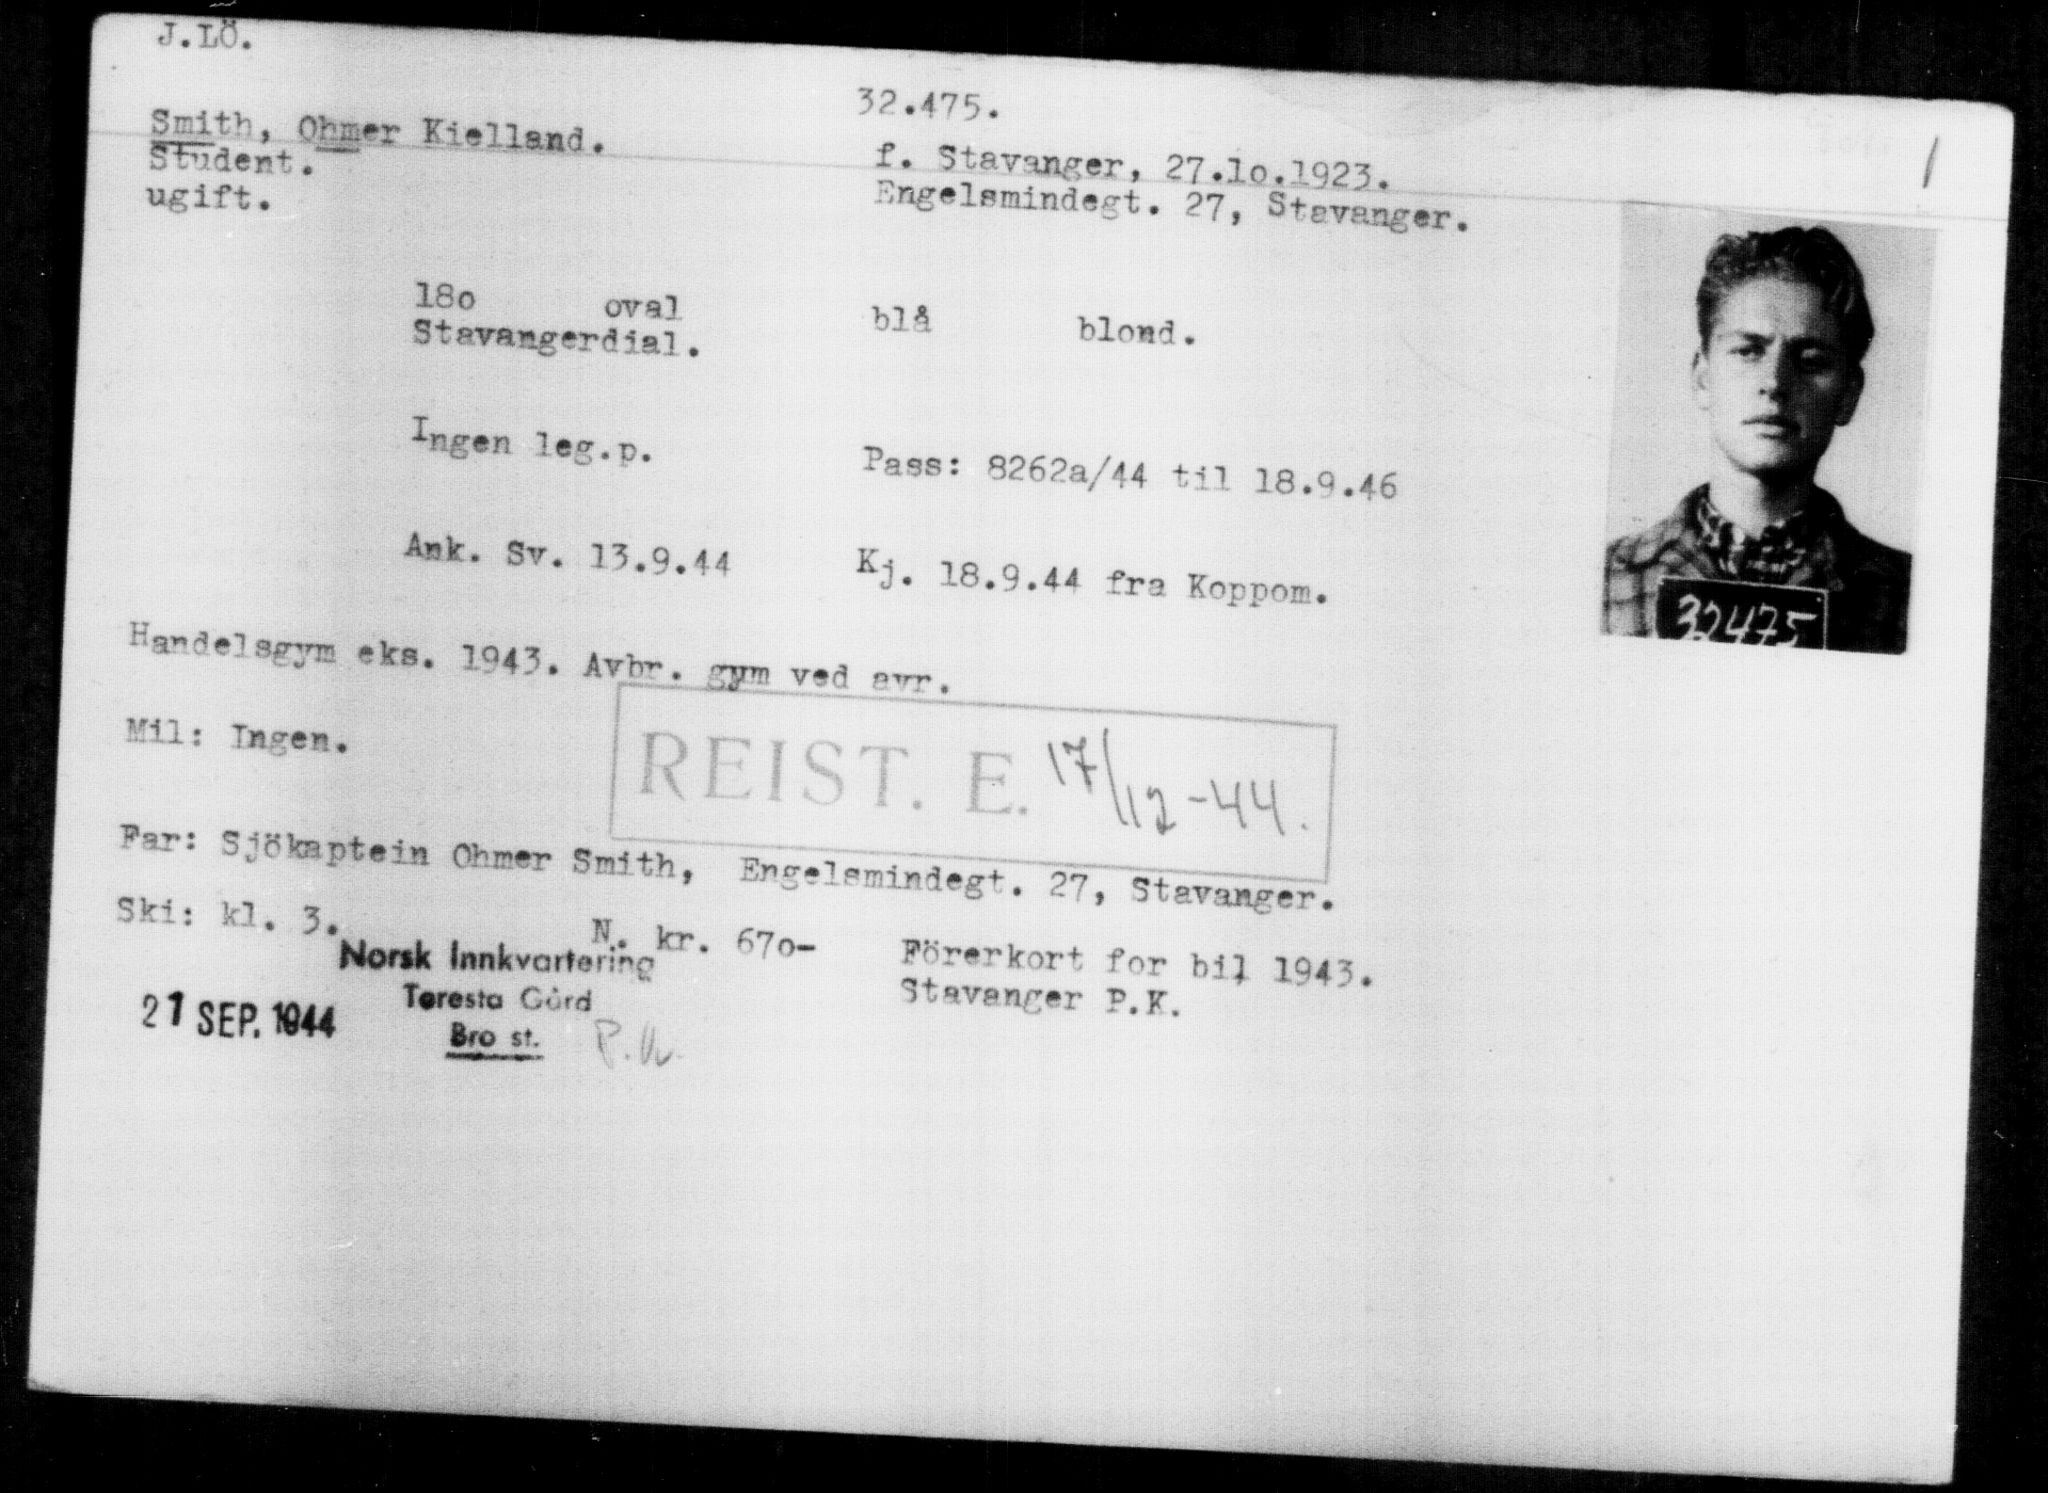 J.LÖ.
32.475.
Smith, Ohmer Kielland.
f. Stavanger, 27.lo.1923.
Student.
Engelsmindegt. 27, Stavanger.
ugift.
1
18o oval blå blond.
Stavangerdial.
Ingen leg.p. Pass: 8262a/44 til 18.9.46
Ank. Sv. 13.9.44 Kj. 18.9.44 fra Koppom.
32475
Handelsgym eks. 1943. Avbr. gym ved avr.
Mil: Ingen.
REIST. E. 17/12-44.
Far: Sjökaptein Ohmer Smith, Engelsmindegt. 27, Stavanger.
Ski: kl. 3. N. kr. 67o- Förerkort for bil 1943.
Stavanger P.K.
Norsk Innkvartering
Toresta Gård
Bro st.
21 SEP. 1944